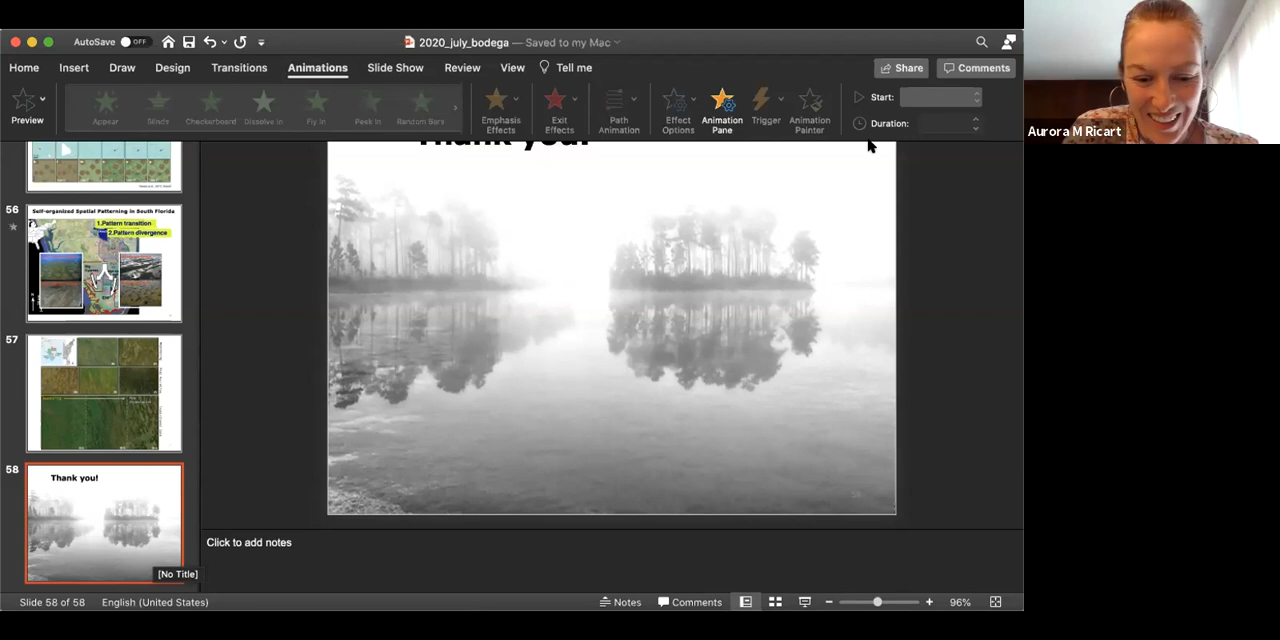 AutoSave OFF
2020_july_bodega — Saved to my Mac
Home Insert Draw Design Transitions Animations Slide Show Review View Tell me
Share Comments
Preview
Appear Blinds Checkerboard Dissolve In Fly In Peek In Random Bars
Emphasis Effects
Exit Effects
Path Animation
Effect Options
Animation Pane
Trigger
Animation Painter
Start:
Duration:
Aurora M Ricart
Thank you!
56
Self-organized Spatial Patterning in South Florida
1.Pattern transition
2.Pattern divergence
57
58
Thank you!
[No Title]
58
Click to add notes
Slide 58 of 58 English (United States)
Notes Comments 96%